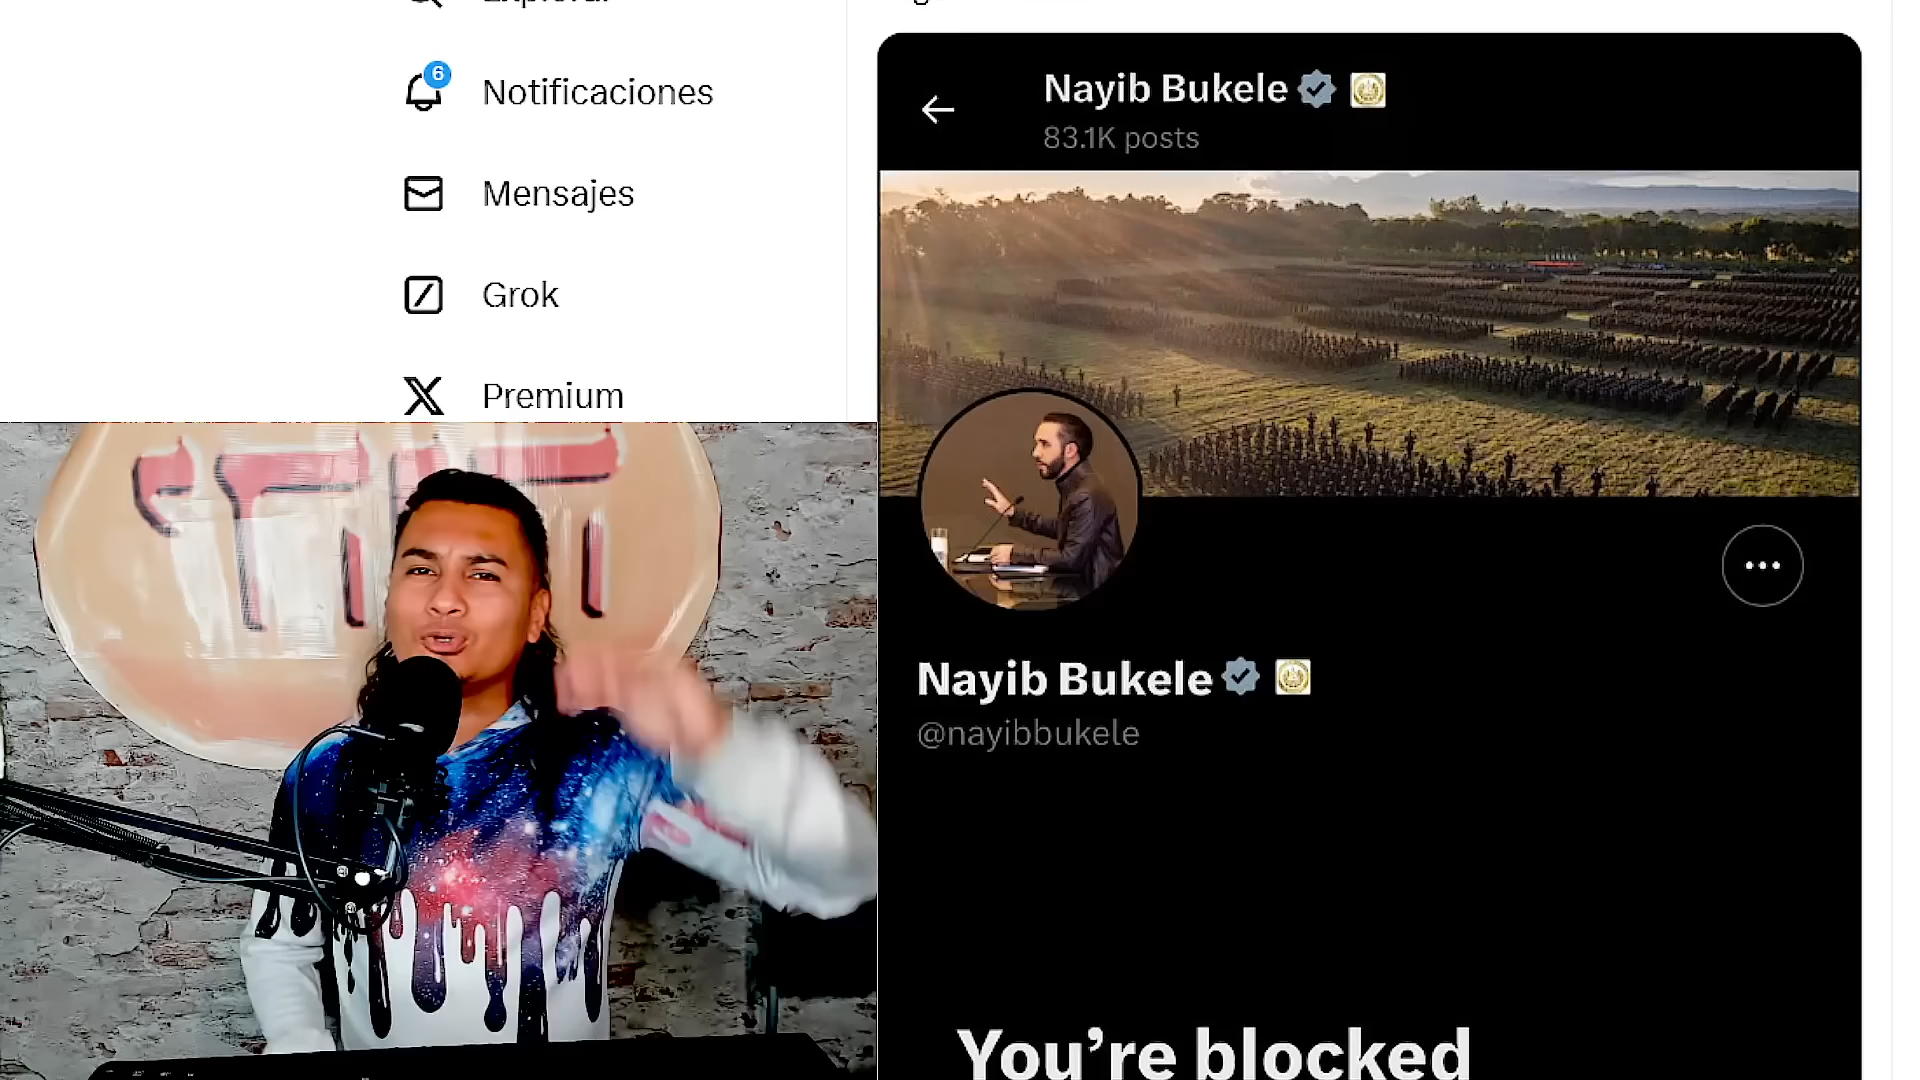 6
Notificaciones
Mensajes
Grok
Premium
Nayib Bukele
83.1K posts
Nayib Bukele
@nayibbukele
You're blocked